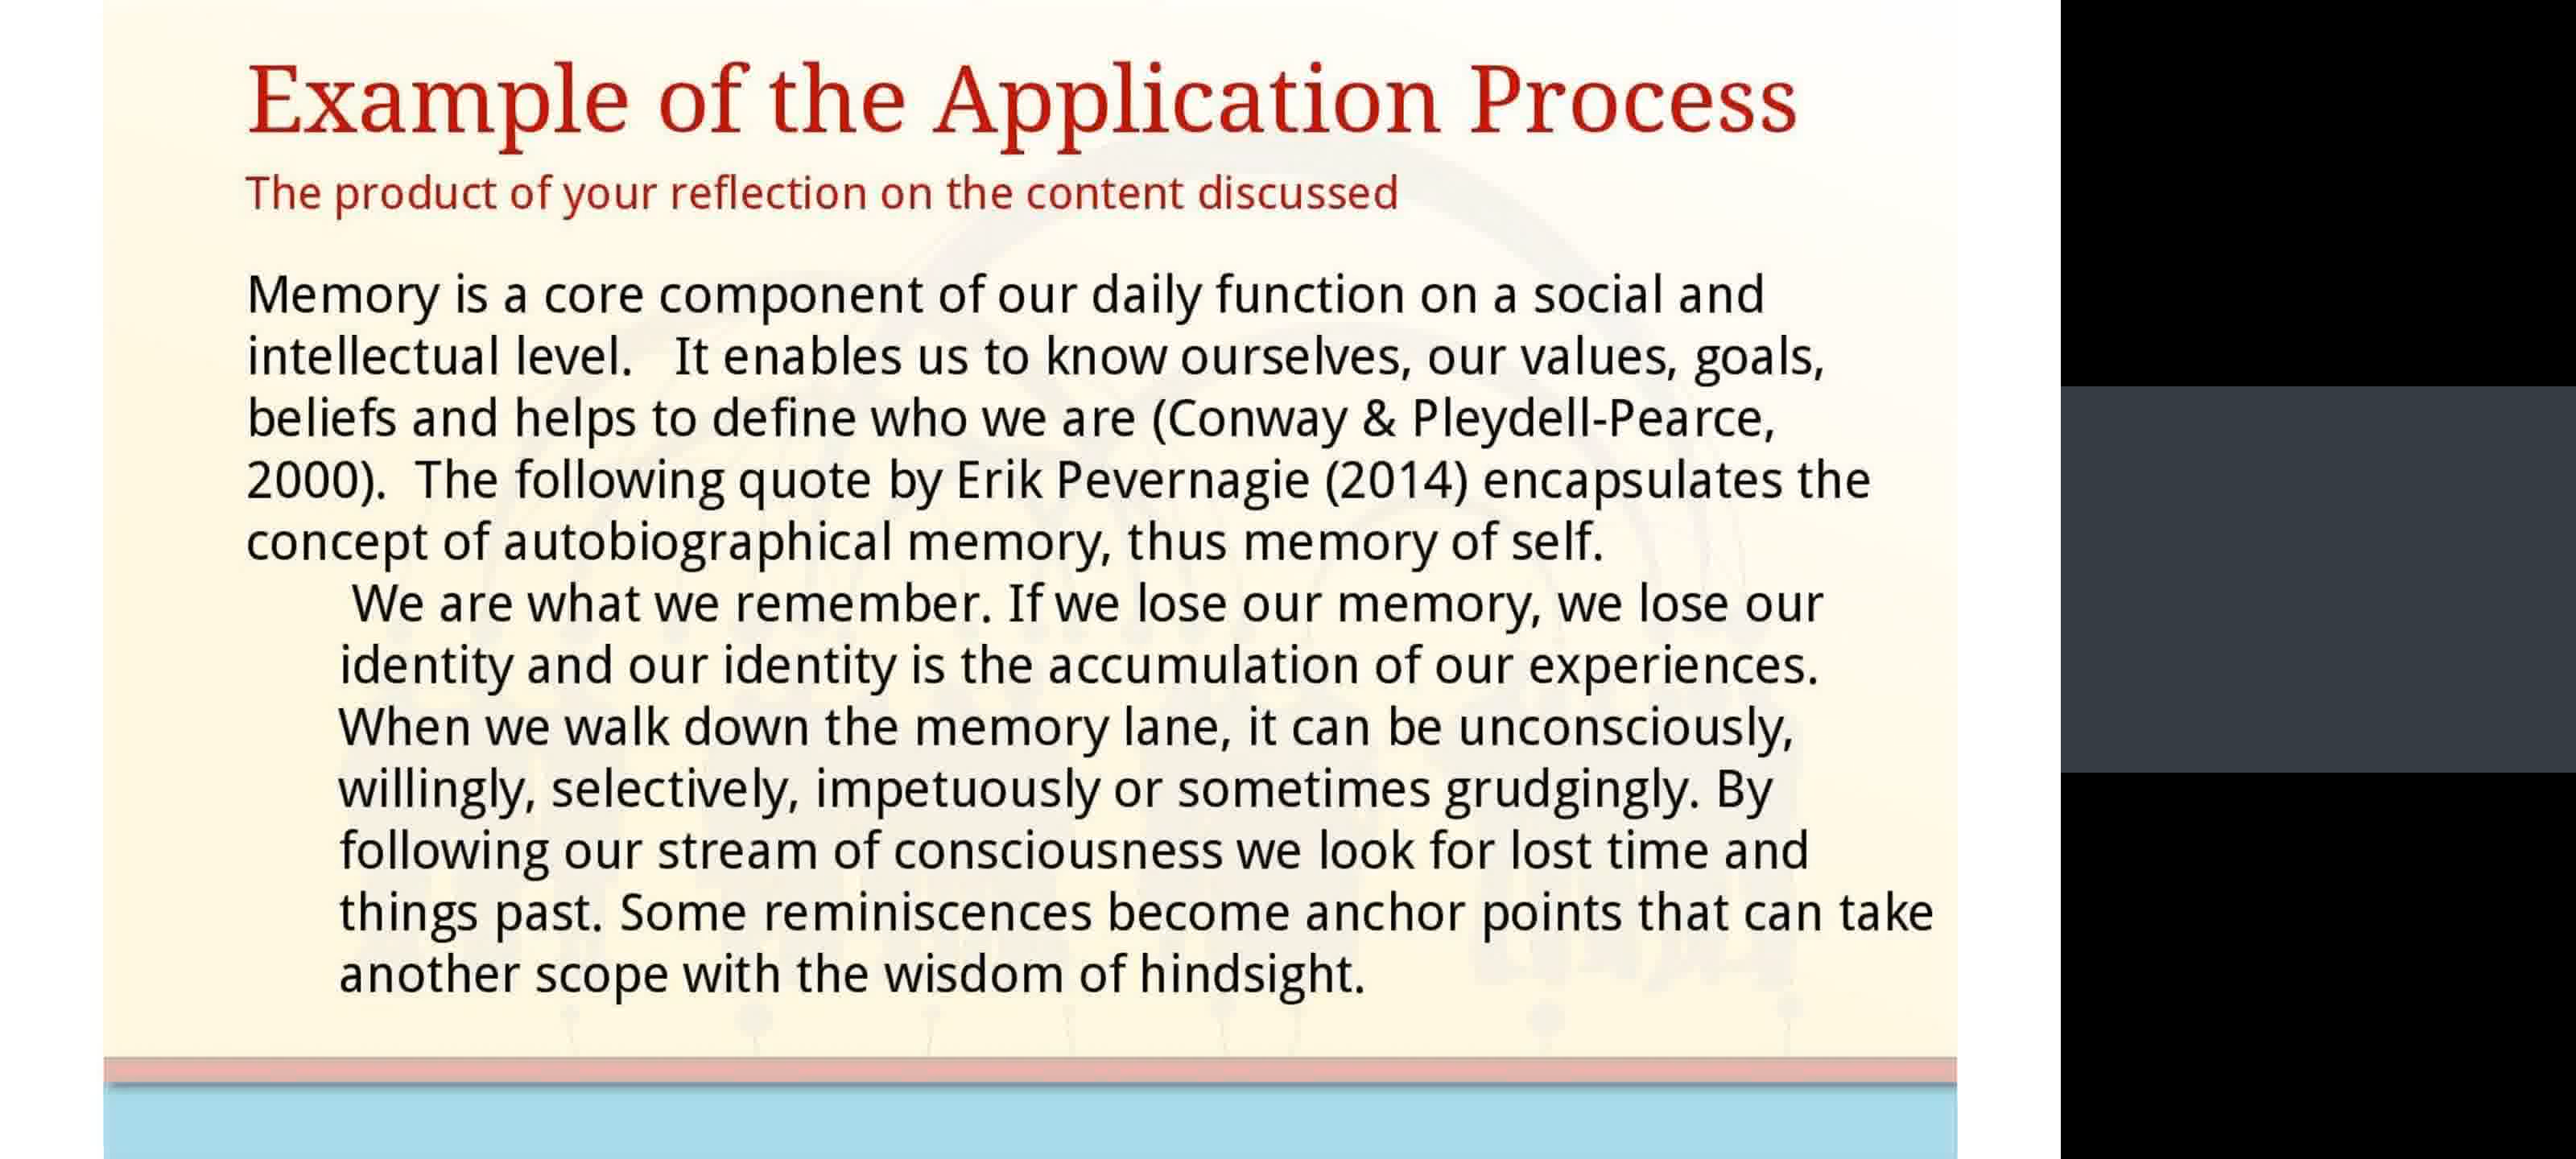 Example of the Application Process
The product of your reflection on the content discussed
Memory is a core component of our daily function on a social and
intellectual level.   It enables us to know ourselves, our values, goals,
beliefs and helps to define who we are (Conway & Pleydell-Pearce,
2000).  The following quote by Erik Pevernagie (2014) encapsulates the
concept of autobiographical memory, thus memory of self.
We are what we remember. If we lose our memory, we lose our
identity and our identity is the accumulation of our experiences.
When we walk down the memory lane, it can be unconsciously,
willingly, selectively, impetuously or sometimes grudgingly. By
following our stream of consciousness we look for lost time and
things past. Some reminiscences become anchor points that can take
another scope with the wisdom of hindsight.